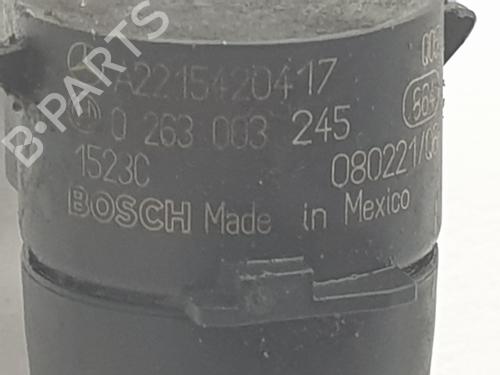 B-PARTS
A2215420417
0 263 003 245
1523C
080221/
BOSCH Made in Mexico